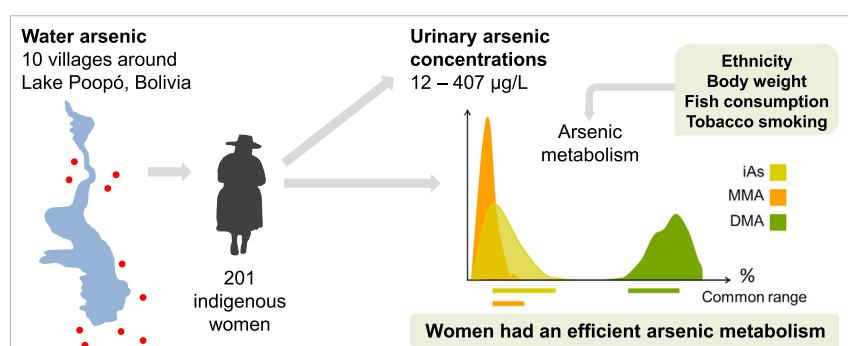 Water arsenic
10 villages around
Lake Poopó, Bolivia
201
indigenous
women
Urinary arsenic
concentrations
12 – 407 µg/L
Ethnicity
Body weight
Fish consumption
Tobacco smoking
Arsenic
metabolism
iAs
MMA
DMA
%
Common range
Women had an efficient arsenic metabolism